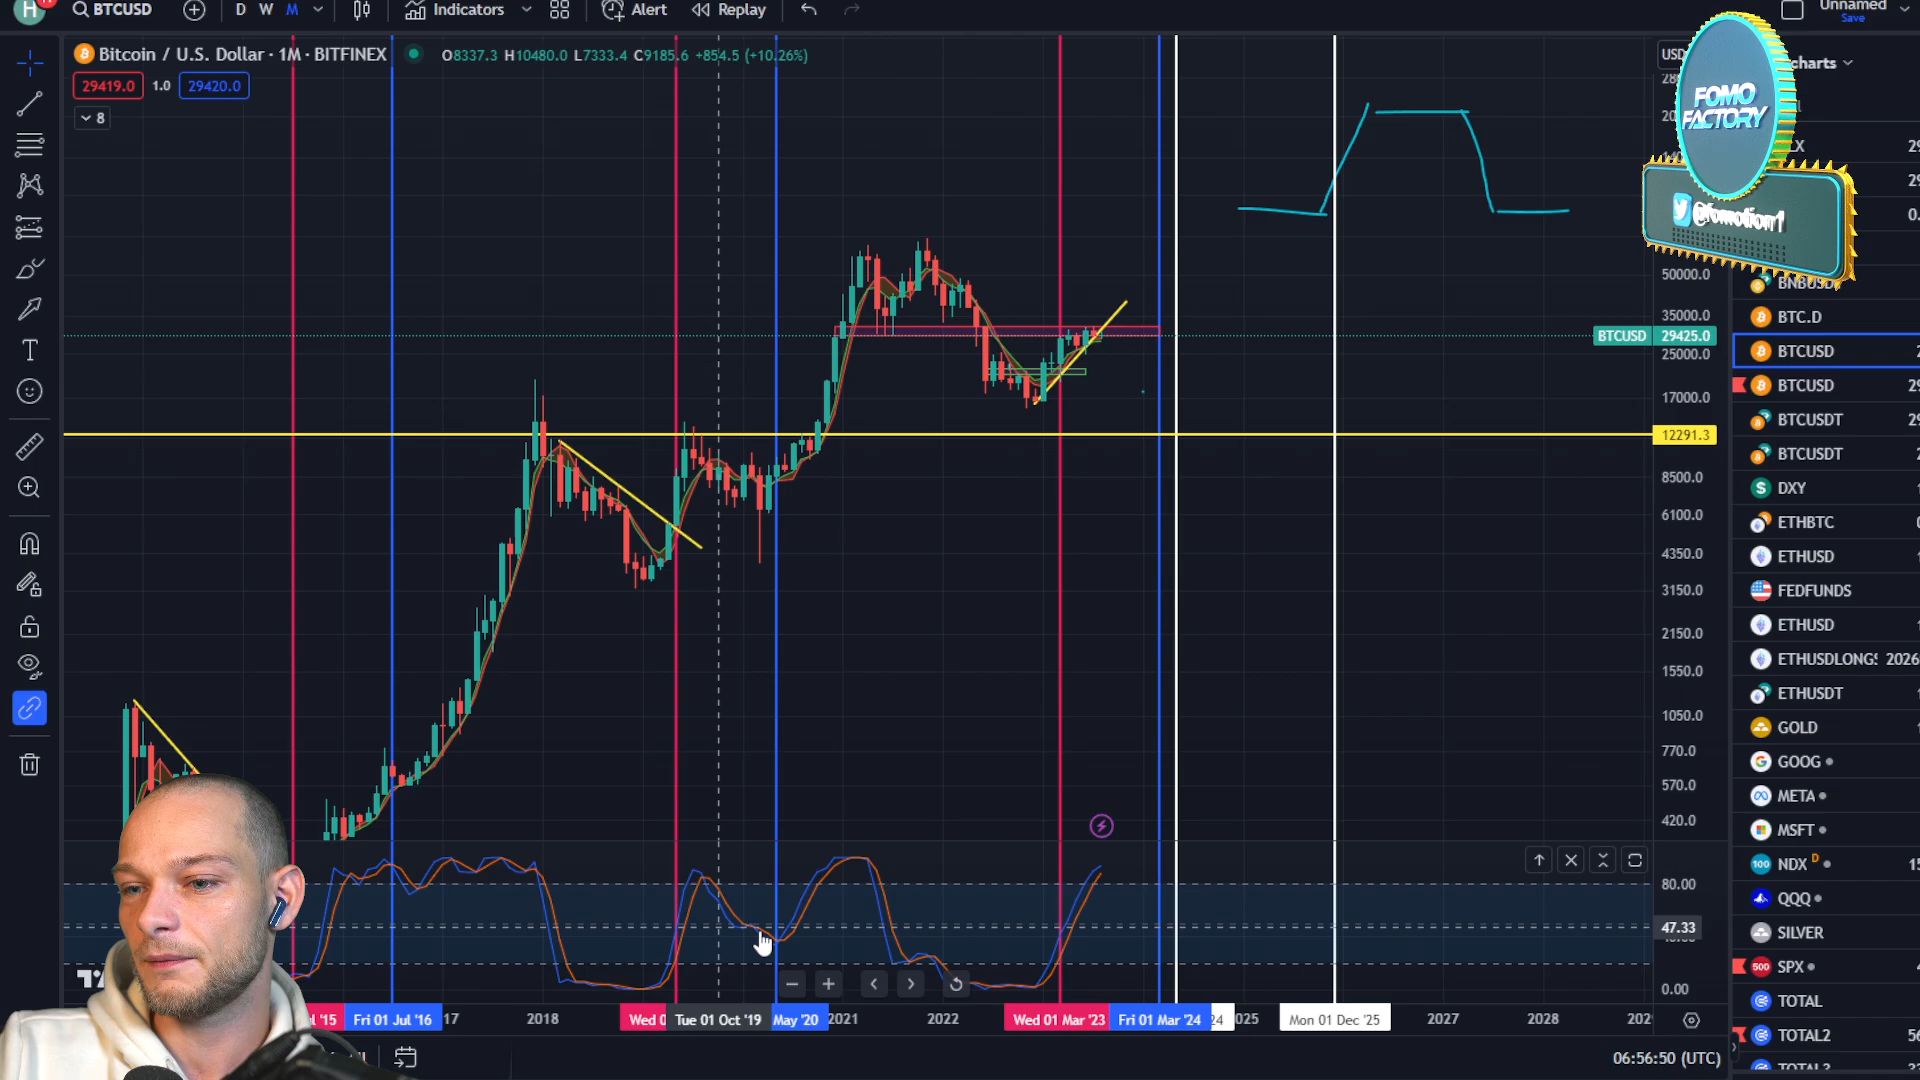 H BTCUSD D W M Indicators Alert Replay Unnamed
Save
Bitcoin / U.S. Dollar · 1M · BITFINEX O8337.3 H10480.0 L7333.4 C9185.6 +854.5 (+10.26%)
29419.0 1.0 29420.0
8
charts
FOMO
FACTORY
@fomotion1
50000.0
35000.0
BTCUSD 29425.0
25000.0
17000.0
12291.3
8500.0
6100.0
4350.0
3150.0
2150.0
1550.0
1050.0
770.0
570.0
420.0
80.00
47.33
0.00
BNBUSD
BTC.D
BTCUSD
BTCUSD 29
BTCUSDT 29
BTCUSDT
DXY
ETHBTC
ETHUSD
FEDFUNDS
ETHUSD
ETHUSDLONGS 2026
ETHUSDT
GOLD
GOOG
META
MSFT
NDX D 15
QQQ
SILVER
SPX
TOTAL
TOTAL2 56
TOTAL3
'15 Fri 01 Jul '16 17 2018 Wed 0 Tue 01 Oct '19 May '20 2021 2022 Wed 01 Mar '23 Fri 01 Mar '24 24 025 Mon 01 Dec '25 2027 2028 202
06:56:50 (UTC)